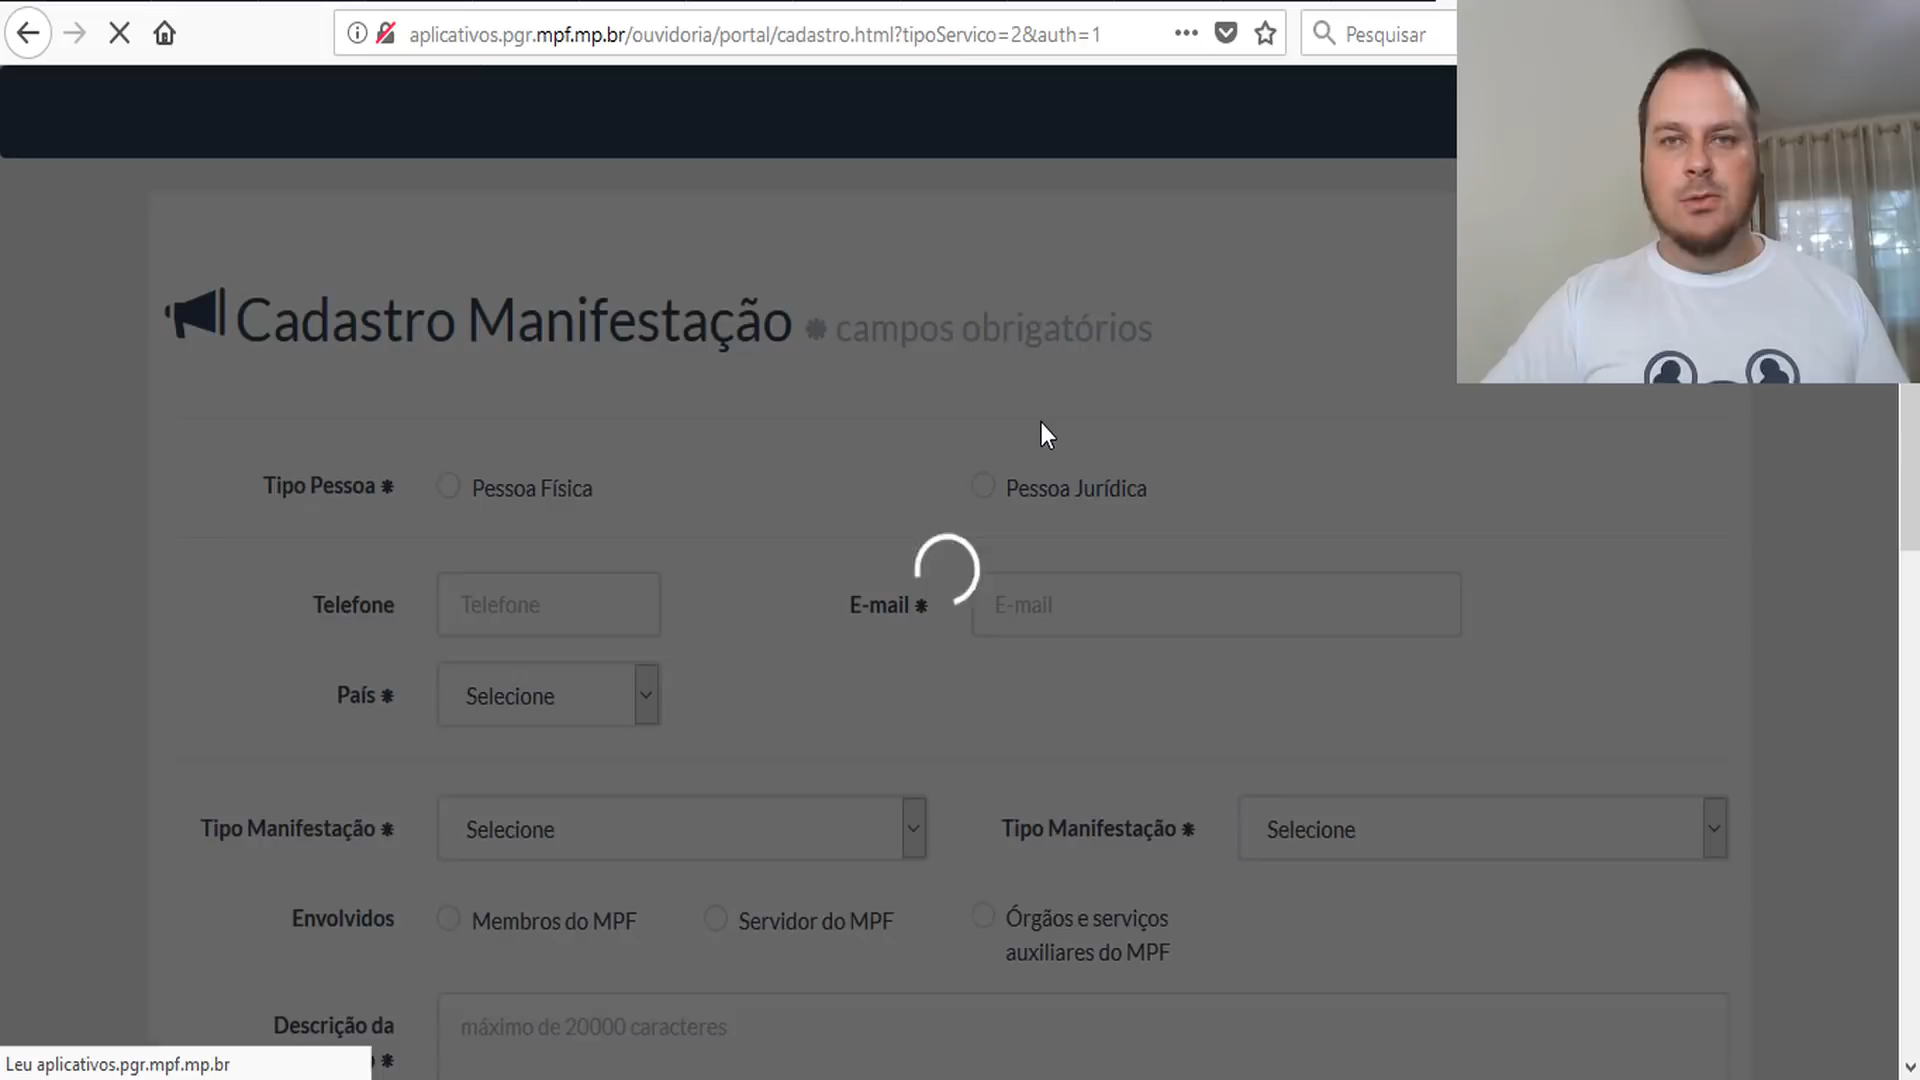 aplicativos.pgr.mpf.mp.br/ouvidoria/portal/cadastro.html?tipoServico=2&auth=1
Pesquisar
Cadastro Manifestação * campos obrigatórios
Tipo Pessoa *
Pessoa Física
Pessoa Jurídica
Telefone
Telefone
E-mail *
E-mail
País *
Selecione
Tipo Manifestação *
Selecione
Tipo Manifestação *
Selecione
Envolvidos
Membros do MPF
Servidor do MPF
Órgãos e serviços
auxiliares do MPF
Descrição da
*
máximo de 20000 caracteres
Leu aplicativos.pgr.mpf.mp.br